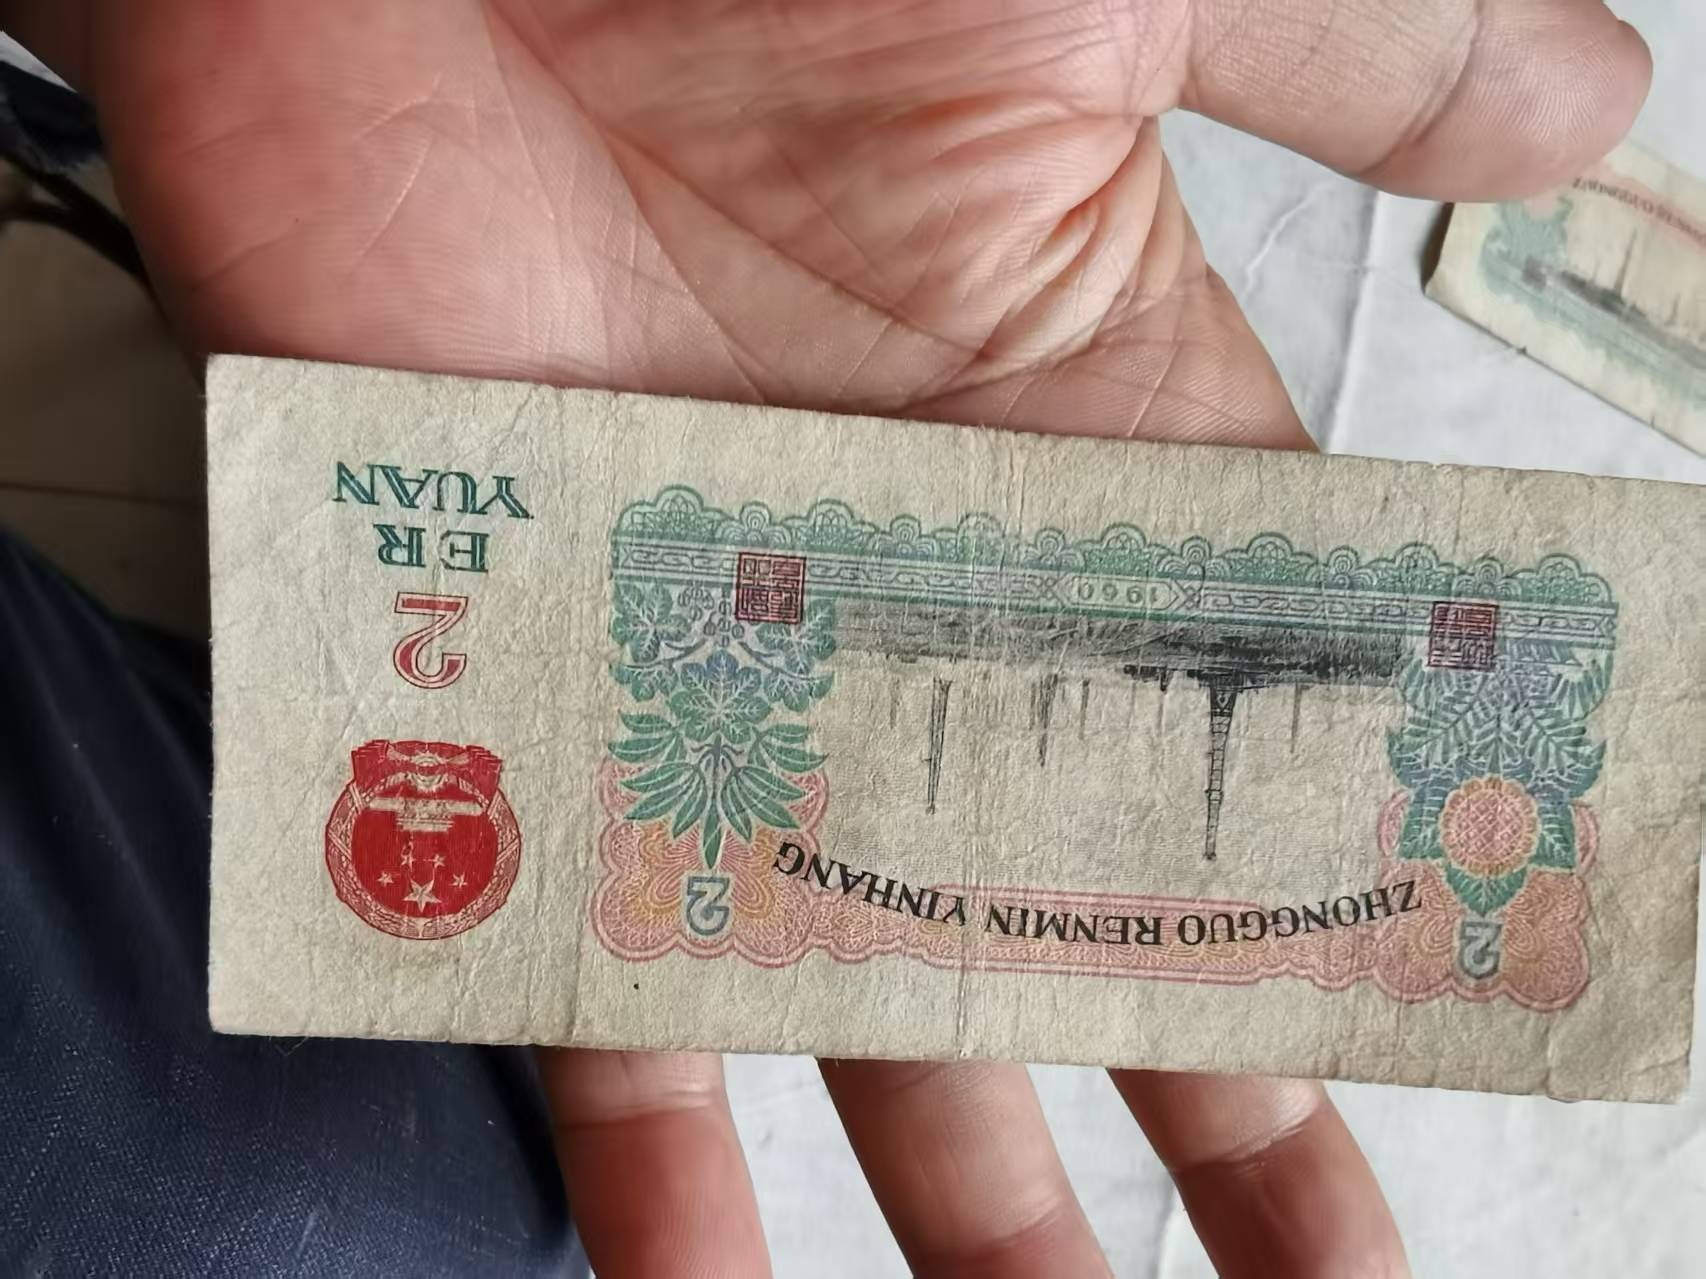 ZHONGGUO RENMIN YINHANG
2
2
1960
2
ER
YUAN